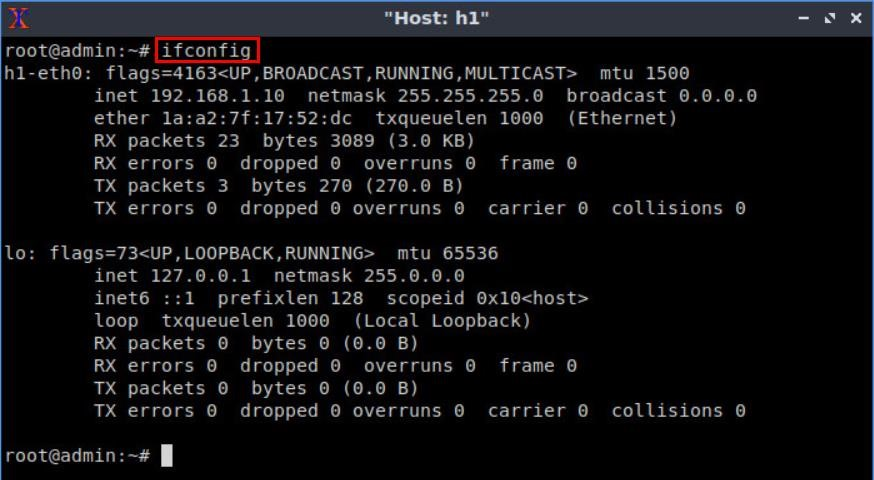 "Host: h1"
root@admin:~# ifconfig
h1-eth0: flags=4163<UP,BROADCAST,RUNNING,MULTICAST>  mtu 1500
        inet 192.168.1.10  netmask 255.255.255.0  broadcast 0.0.0.0
        ether 1a:a2:7f:17:52:dc  txqueuelen 1000  (Ethernet)
        RX packets 23  bytes 3089 (3.0 KB)
        RX errors 0  dropped 0  overruns 0  frame 0
        TX packets 3  bytes 270 (270.0 B)
        TX errors 0  dropped 0 overruns 0  carrier 0  collisions 0

lo: flags=73<UP,LOOPBACK,RUNNING>  mtu 65536
        inet 127.0.0.1  netmask 255.0.0.0
        inet6 ::1  prefixlen 128  scopeid 0x10<host>
        loop  txqueuelen 1000  (Local Loopback)
        RX packets 0  bytes 0 (0.0 B)
        RX errors 0  dropped 0  overruns 0  frame 0
        TX packets 0  bytes 0 (0.0 B)
        TX errors 0  dropped 0 overruns 0  carrier 0  collisions 0

root@admin:~#